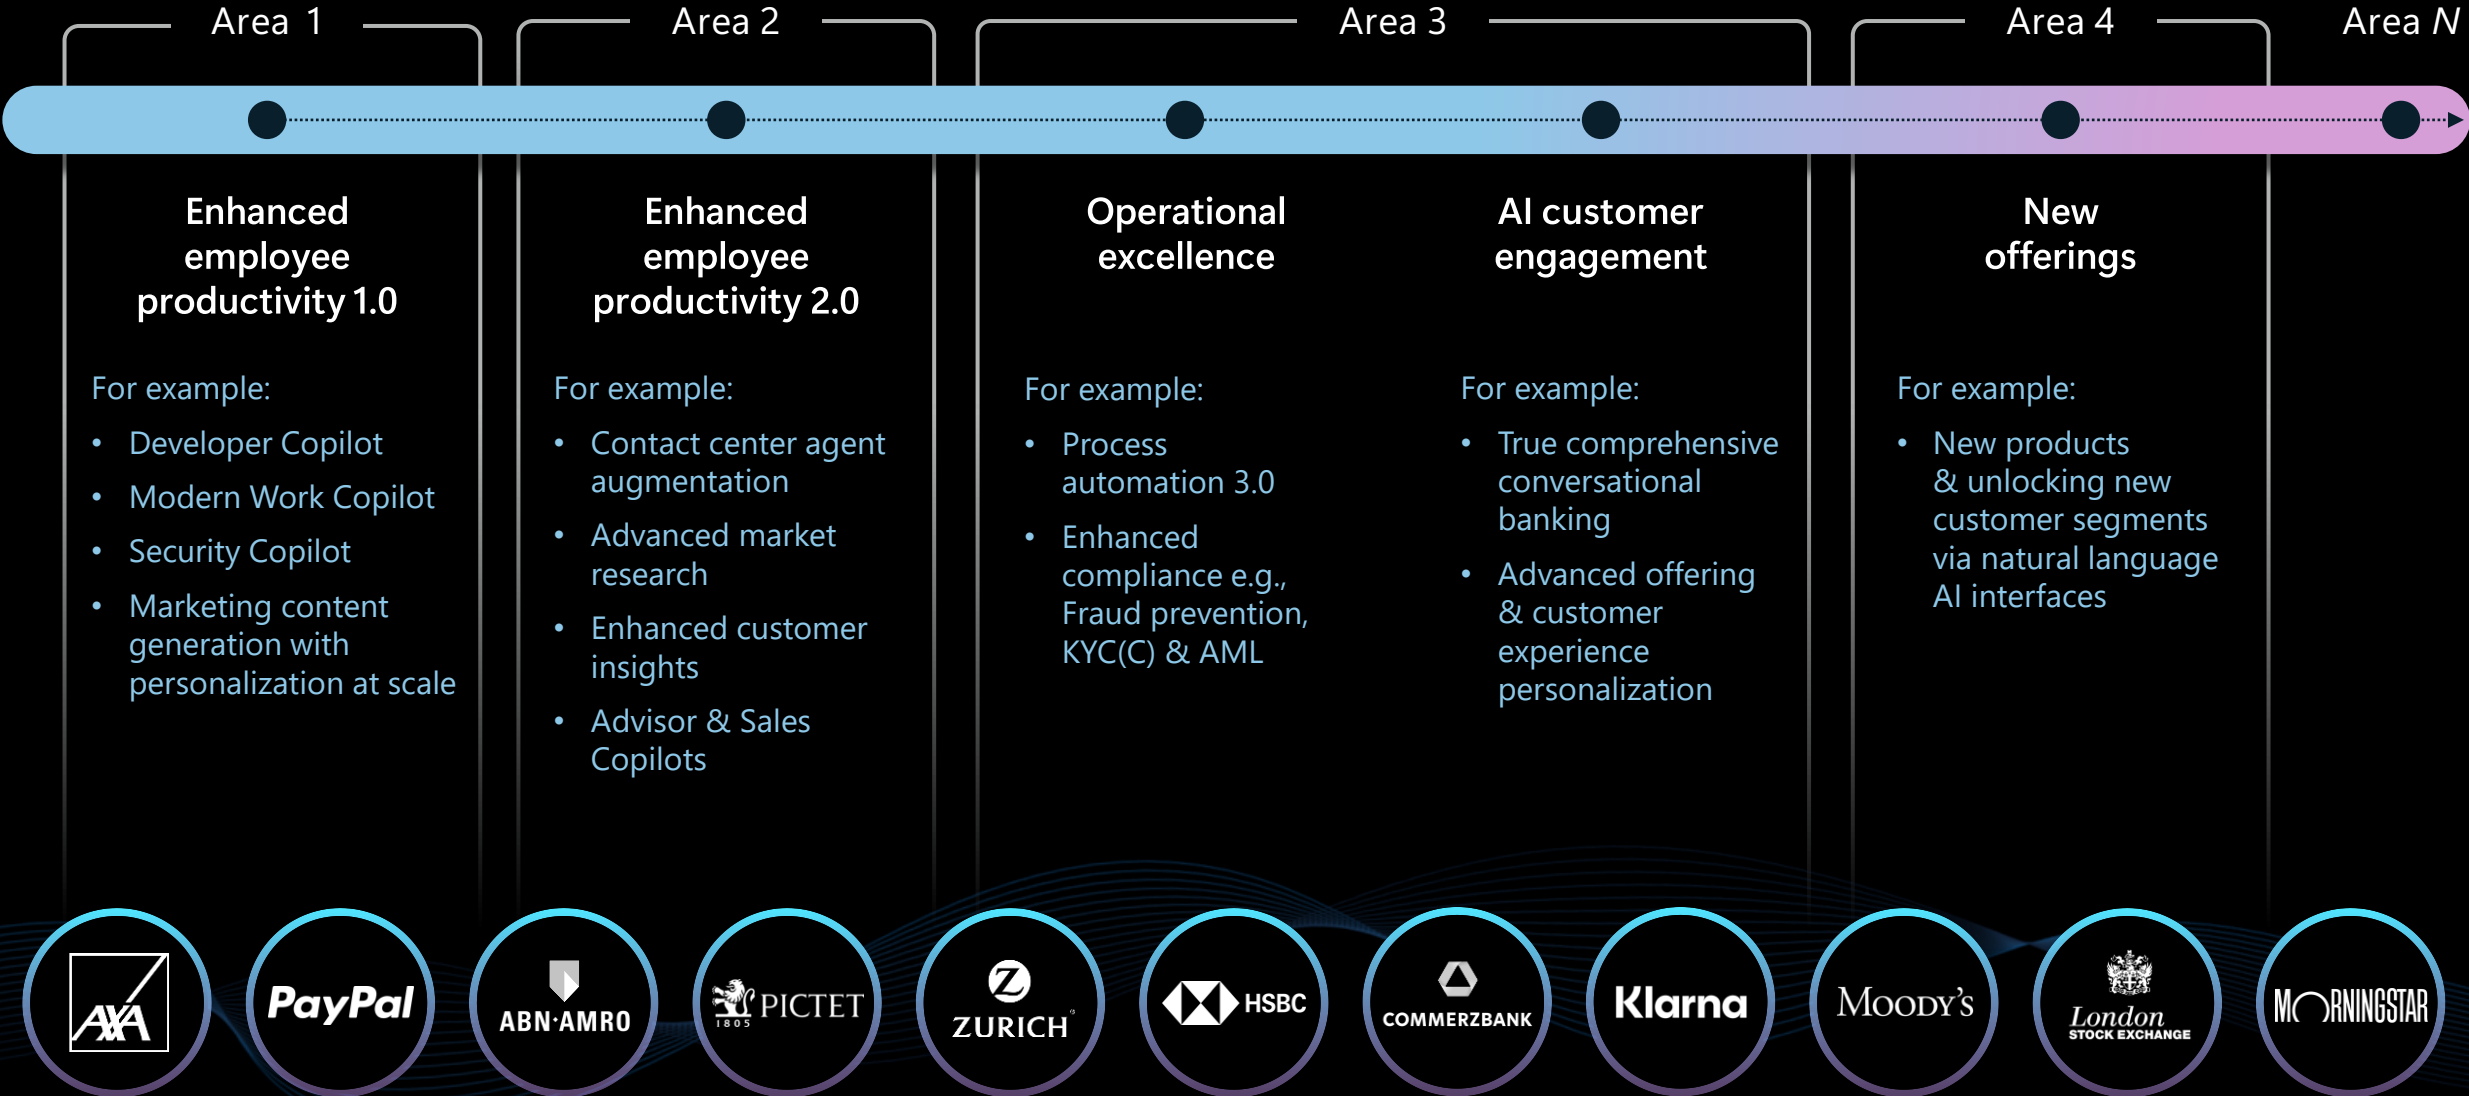 Area 1
Area 2
Area 3
Area 4
Area N
Enhanced
employee
productivity 1.0
For example:
• Developer Copilot
• Modern Work Copilot
• Security Copilot
• Marketing content
generation with
personalization at scale
Enhanced
employee
productivity 2.0
For example:
• Contact center agent
augmentation
• Advanced market
research
• Enhanced customer
insights
• Advisor & Sales
Copilots
Operational
excellence
For example:
• Process
automation 3.0
• Enhanced
compliance e.g.,
Fraud prevention,
KYC(C) & AML
AI customer
engagement
For example:
• True comprehensive
conversational
banking
• Advanced offering
& customer
experience
personalization
New
offerings
For example:
• New products
& unlocking new
customer segments
via natural language
AI interfaces
AXA
PayPal
ABN·AMRO
1805 PICTET
Z
ZURICH®
HSBC
COMMERZBANK
Klarna
MOODY'S
London
STOCK EXCHANGE
MORNINGSTAR